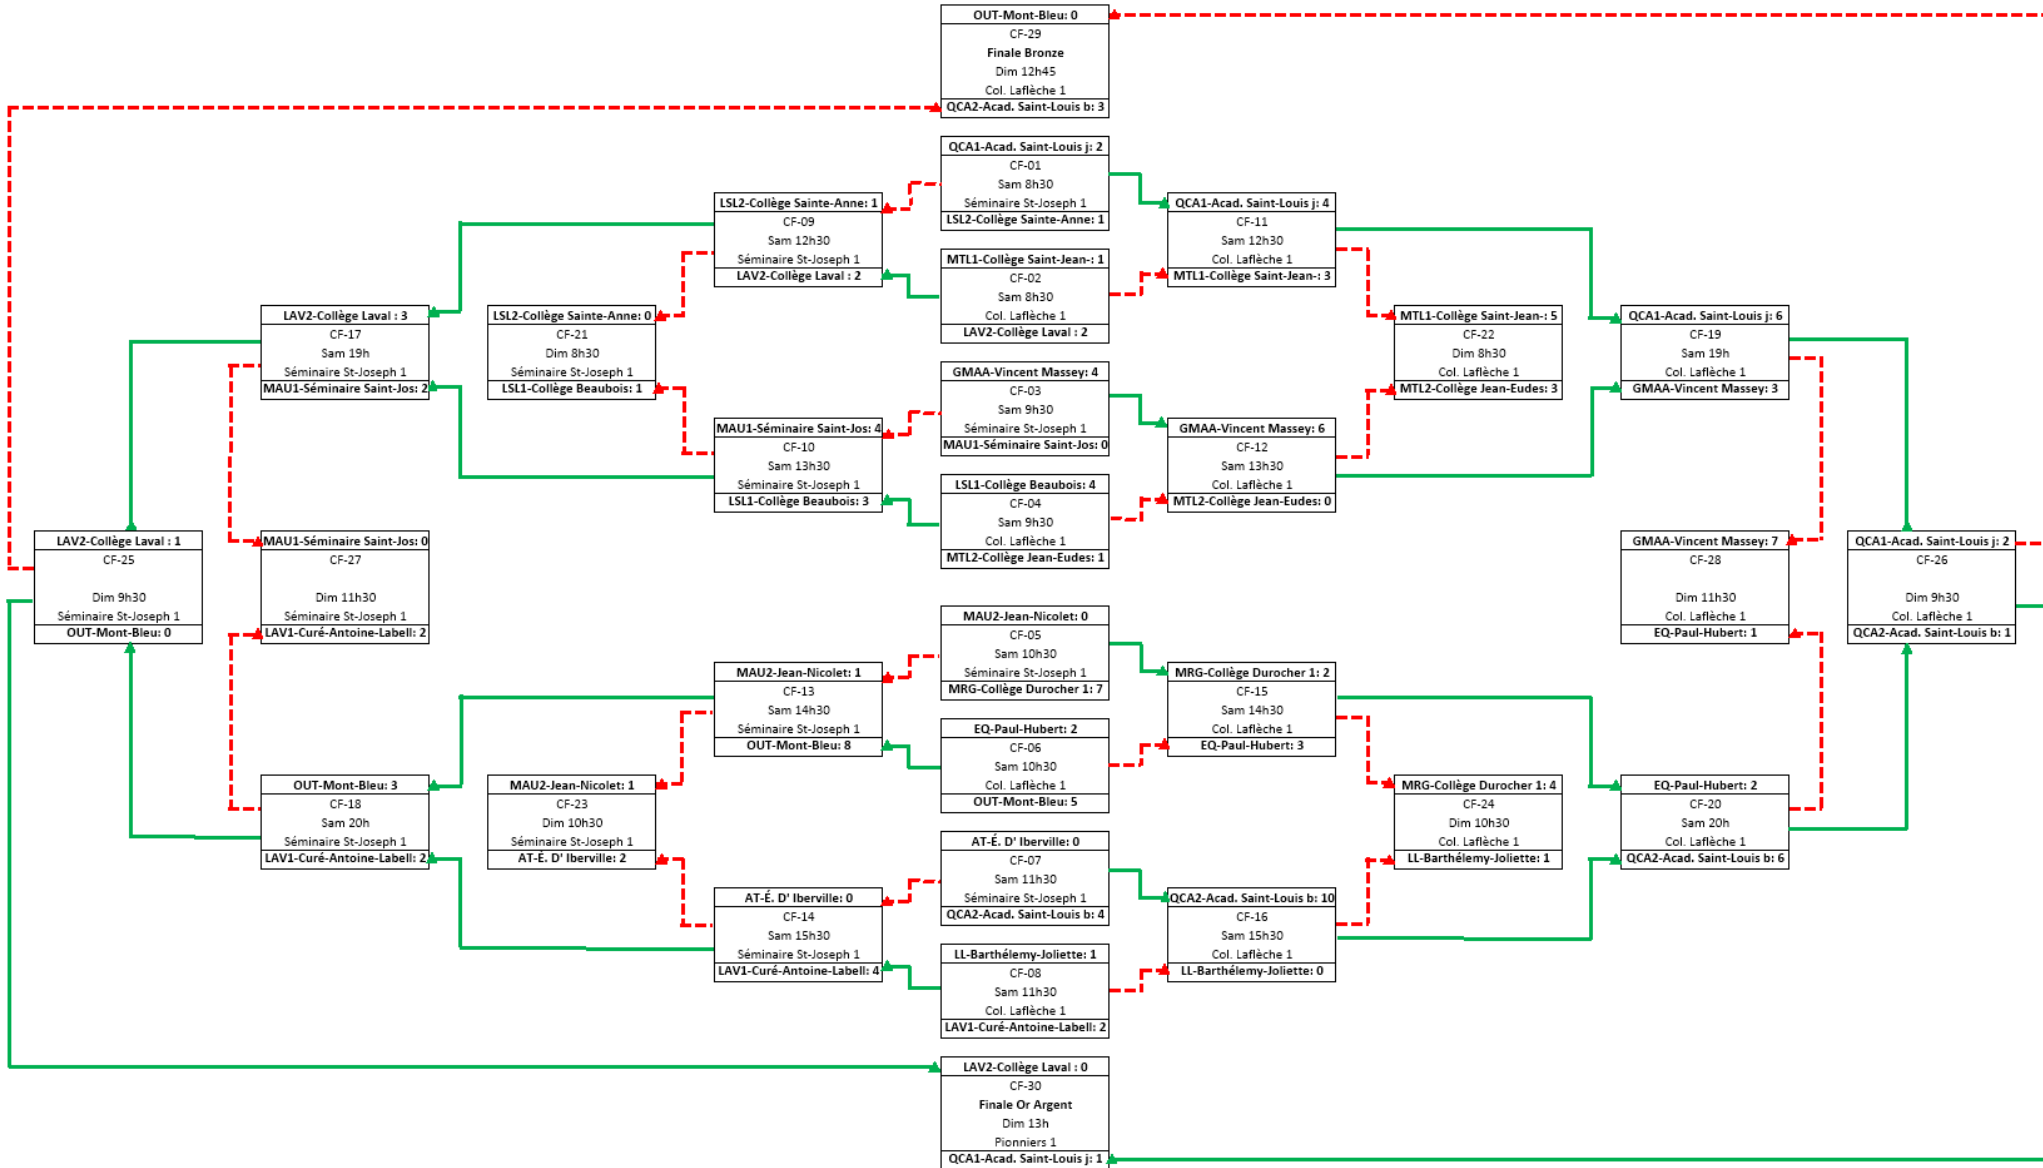 OUT-Mont-Bleu: 0
CF-29
Finale Bronze
Dim 12h45
Col. Laflèche 1
QCA2-Acad. Saint-Louis b: 3
QCA1-Acad. Saint-Louis j: 2
CF-01
Sam 8h30
Séminaire St-Joseph 1
LSL2-Collège Sainte-Anne: 1
LSL2-Collège Sainte-Anne: 1
CF-09
Sam 12h30
Séminaire St-Joseph 1
LAV2-Collège Laval : 2
QCA1-Acad. Saint-Louis j: 4
CF-11
Sam 12h30
Col. Laflèche 1
MTL1-Collège Saint-Jean-: 3
MTL1-Collège Saint-Jean-: 1
CF-02
Sam 8h30
Col. Laflèche 1
LAV2-Collège Laval : 2
LAV2-Collège Laval : 3
CF-17
Sam 19h
Séminaire St-Joseph 1
MAU1-Séminaire Saint-Jos: 2
LSL2-Collège Sainte-Anne: 0
CF-21
Dim 8h30
Séminaire St-Joseph 1
LSL1-Collège Beaubois: 1
MTL1-Collège Saint-Jean-: 5
CF-22
Dim 8h30
Col. Laflèche 1
MTL2-Collège Jean-Eudes: 3
QCA1-Acad. Saint-Louis j: 6
CF-19
Sam 19h
Col. Laflèche 1
GMAA-Vincent Massey: 3
GMAA-Vincent Massey: 4
CF-03
Sam 9h30
Séminaire St-Joseph 1
MAU1-Séminaire Saint-Jos: 0
MAU1-Séminaire Saint-Jos: 4
CF-10
Sam 13h30
Séminaire St-Joseph 1
LSL1-Collège Beaubois: 3
GMAA-Vincent Massey: 6
CF-12
Sam 13h30
Col. Laflèche 1
MTL2-Collège Jean-Eudes: 0
LSL1-Collège Beaubois: 4
CF-04
Sam 9h30
Col. Laflèche 1
MTL2-Collège Jean-Eudes: 1
LAV2-Collège Laval : 1
CF-25
Dim 9h30
Séminaire St-Joseph 1
OUT-Mont-Bleu: 0
MAU1-Séminaire Saint-Jos: 0
CF-27
Dim 11h30
Séminaire St-Joseph 1
LAV1-Curé-Antoine-Labell: 2
GMAA-Vincent Massey: 7
CF-28
Dim 11h30
Col. Laflèche 1
EQ-Paul-Hubert: 1
QCA1-Acad. Saint-Louis j: 2
CF-26
Dim 9h30
Col. Laflèche 1
QCA2-Acad. Saint-Louis b: 1
MAU2-Jean-Nicolet: 0
CF-05
Sam 10h30
Séminaire St-Joseph 1
MRG-Collège Durocher 1: 7
MAU2-Jean-Nicolet: 1
CF-13
Sam 14h30
Séminaire St-Joseph 1
OUT-Mont-Bleu: 8
MRG-Collège Durocher 1: 2
CF-15
Sam 14h30
Col. Laflèche 1
EQ-Paul-Hubert: 3
EQ-Paul-Hubert: 2
CF-06
Sam 10h30
Col. Laflèche 1
OUT-Mont-Bleu: 5
OUT-Mont-Bleu: 3
CF-18
Sam 20h
Séminaire St-Joseph 1
LAV1-Curé-Antoine-Labell: 2
MAU2-Jean-Nicolet: 1
CF-23
Dim 10h30
Séminaire St-Joseph 1
AT-É. D' Iberville: 2
MRG-Collège Durocher 1: 4
CF-24
Dim 10h30
Col. Laflèche 1
LL-Barthélemy-Joliette: 1
EQ-Paul-Hubert: 2
CF-20
Sam 20h
Col. Laflèche 1
QCA2-Acad. Saint-Louis b: 6
AT-É. D' Iberville: 0
CF-07
Sam 11h30
Séminaire St-Joseph 1
QCA2-Acad. Saint-Louis b: 4
AT-É. D' Iberville: 0
CF-14
Sam 15h30
Séminaire St-Joseph 1
LAV1-Curé-Antoine-Labell: 4
QCA2-Acad. Saint-Louis b: 10
CF-16
Sam 15h30
Col. Laflèche 1
LL-Barthélemy-Joliette: 0
LL-Barthélemy-Joliette: 1
CF-08
Sam 11h30
Col. Laflèche 1
LAV1-Curé-Antoine-Labell: 2
LAV2-Collège Laval : 0
CF-30
Finale Or Argent
Dim 13h
Pionniers 1
QCA1-Acad. Saint-Louis j: 1